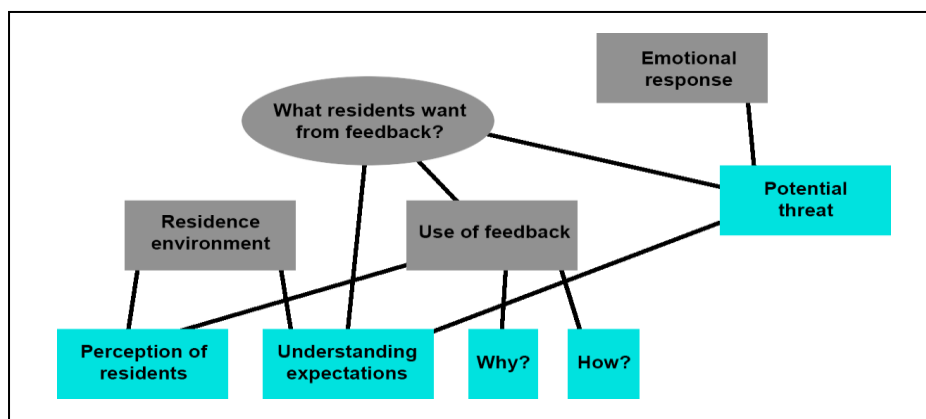 Emotional
response
What residents want
from feedback?
Potential
threat
Residence
environment
Use of feedback
Perception of
residents
Understanding
expectations
Why?
How?